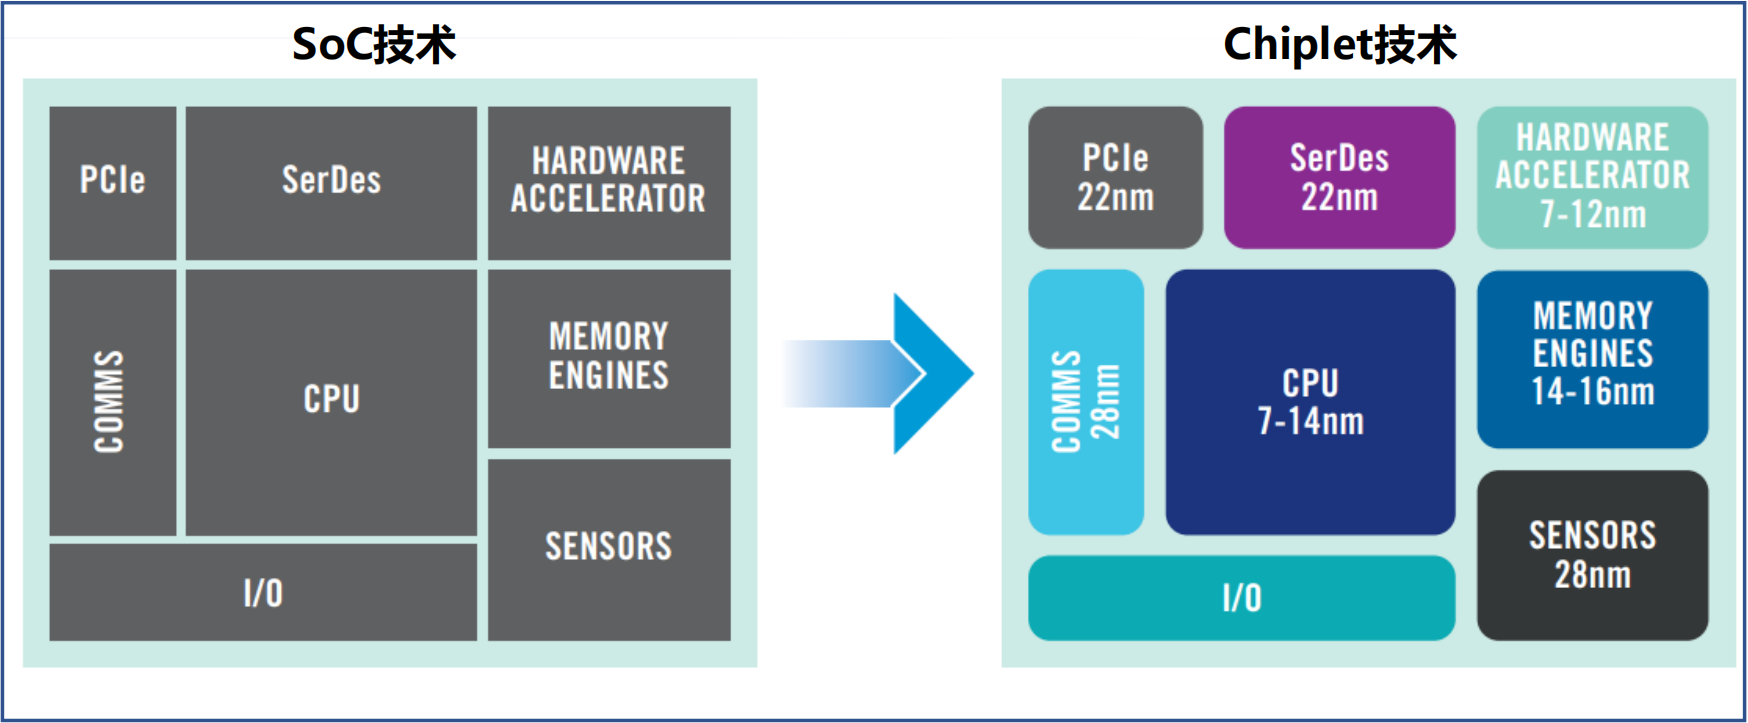 SoC技术
Chiplet技术
PCIe
SerDes
HARDWARE
ACCELERATOR
COMMS
CPU
MEMORY
ENGINES
SENSORS
I/O
PCIe
22nm
SerDes
22nm
HARDWARE
ACCELERATOR
7-12nm
COMMS
28nm
CPU
7-14nm
MEMORY
ENGINES
14-16nm
SENSORS
28nm
I/O